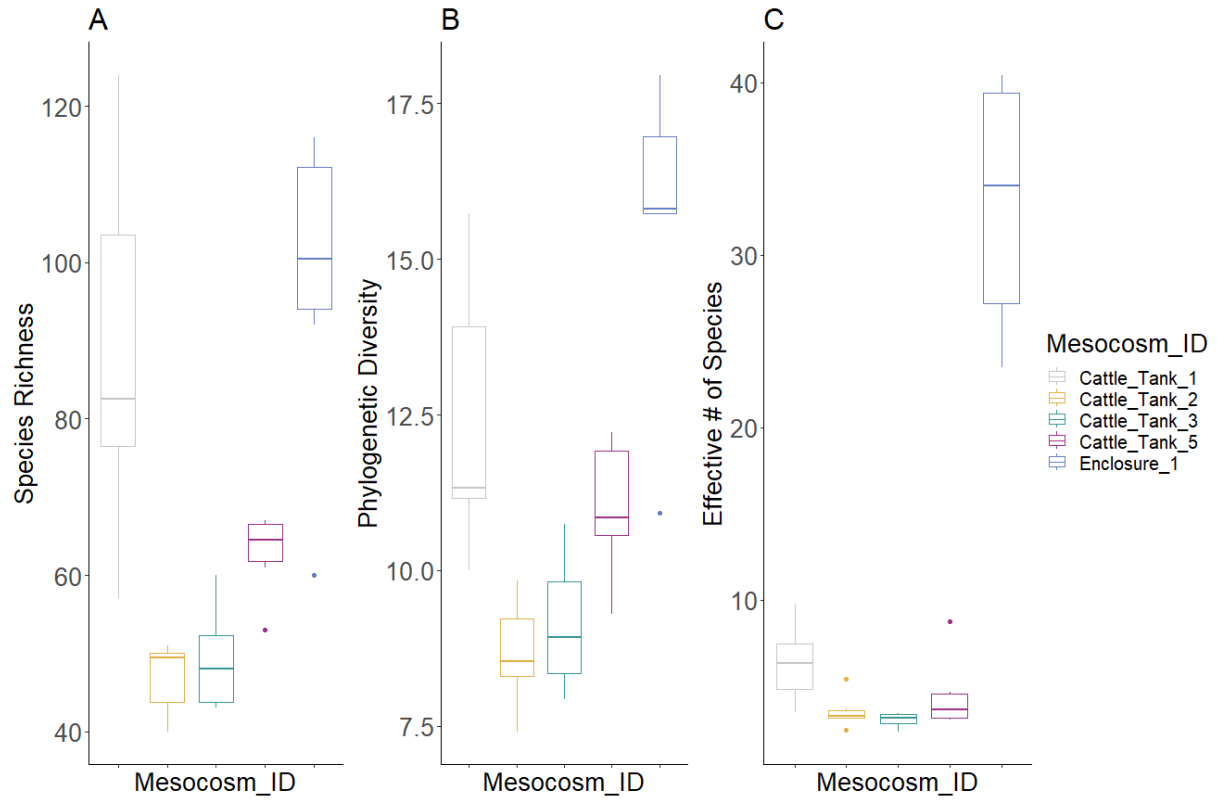 A
Species Richness
120
100
80
60
40
Mesocosm_ID
B
Phylogenetic Diversity
17.5
15.0
12.5
10.0
7.5
Mesocosm_ID
C
Effective # of Species
40
30
20
10
Mesocosm_ID
Mesocosm_ID
Cattle_Tank_1
Cattle_Tank_2
Cattle_Tank_3
Cattle_Tank_5
Enclosure_1